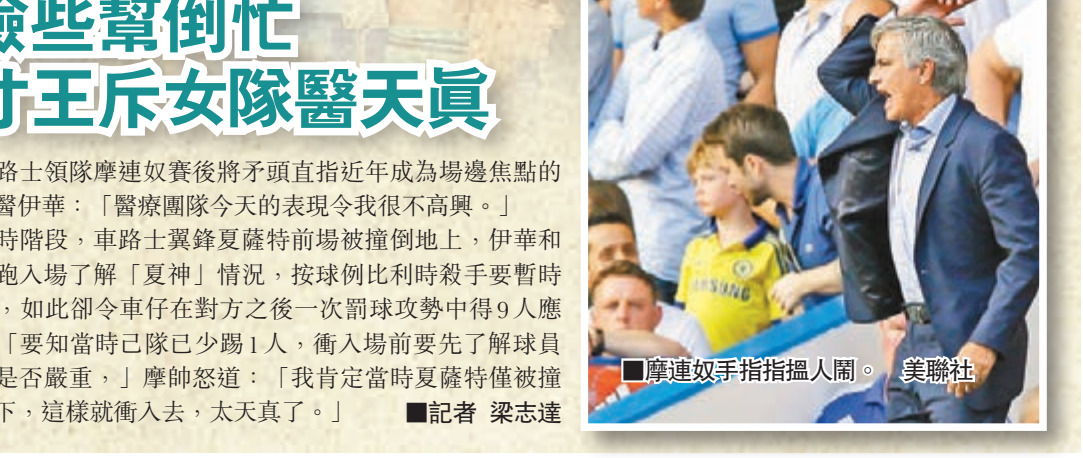 險些幫倒忙
才王斥女隊醫天眞
路士領隊摩連奴賽後將矛頭直指近年成為場邊焦點的
醫伊華：「醫療團隊今天的表現令我很不高興。」
時階段，車路士翼鋒夏薩特前場被撞倒地上，伊華和
跑入場了解「夏神」情況，按球例比利時殺手要暫時
，如此卻令車仔在對方之後一次罰球攻勢中得9人應
「要知當時己隊已少踢1人，衝入場前要先了解球員
是否嚴重，」摩帥怒道：「我肯定當時夏薩特僅被撞
下，這樣就衝入去，太天真了。」 ■記者 梁志達
SAMSUNG
■摩連奴手指指搵人鬧。 美聯社